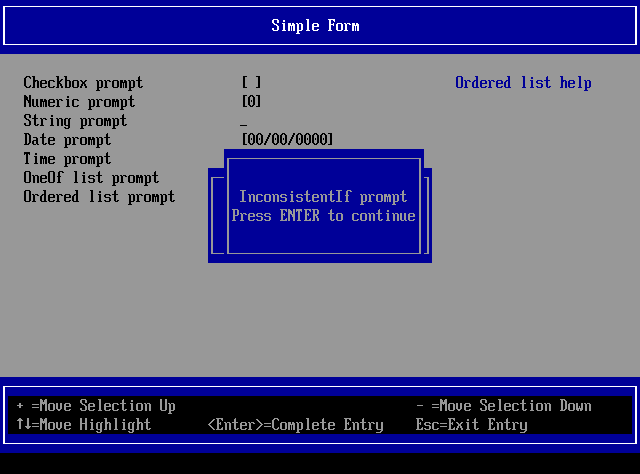 Simple Form
Checkbox prompt [ ] Ordered list help
Numeric prompt [0]
String prompt _
Date prompt [00/00/0000]
Time prompt
OneOf list prompt
Ordered list prompt
InconsistentIf prompt
Press ENTER to continue
+ =Move Selection Up - =Move Selection Down
↑↓=Move Highlight <Enter>=Complete Entry Esc=Exit Entry